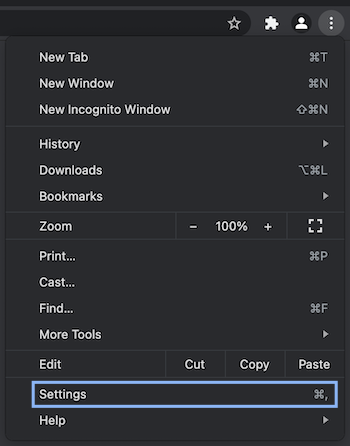 New Tab ⌘T
New Window ⌘N
New Incognito Window ⇧⌘N
History
Downloads ⌥⌘L
Bookmarks
Zoom − 100% +
Print... ⌘P
Cast...
Find... ⌘F
More Tools
Edit Cut Copy Paste
Settings ⌘,
Help